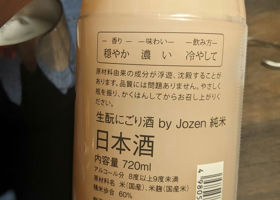 香り 味わい 飲み方
穏やか 濃い 冷やして
原材料由来の成分が浮遊、沈殿することがあ
ります。品質には問題ありません。やさしく
瓶を振り、かくはんしてからお召し上がりく
ださい。
生酛にごり酒 by Jozen 純米
日本酒
内容量 720ml
アルコール分 8度以上9度未満
原材料名 米(国産)、米麹(国産米)
精米歩合 60%